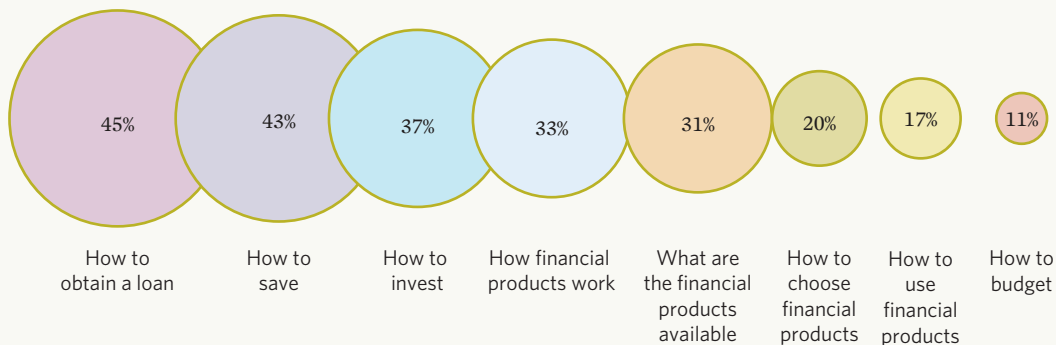 45%
43%
37%
33%
31%
20%
17%
11%
How to
obtain a loan
How to
save
How to
invest
How financial
products work
What are
the financial
products
available
How to
choose
financial
products
How to
use
financial
products
How to
budget